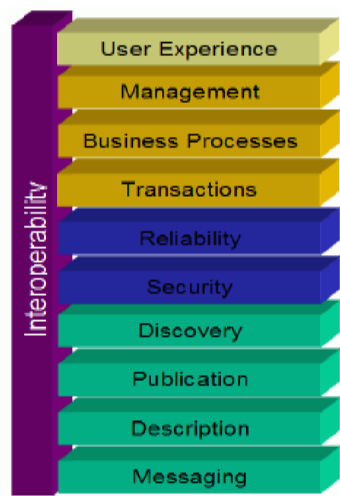 Interoperability
User Experience
Management
Business Processes
Transactions
Reliability
Security
Discovery
Publication
Description
Messaging